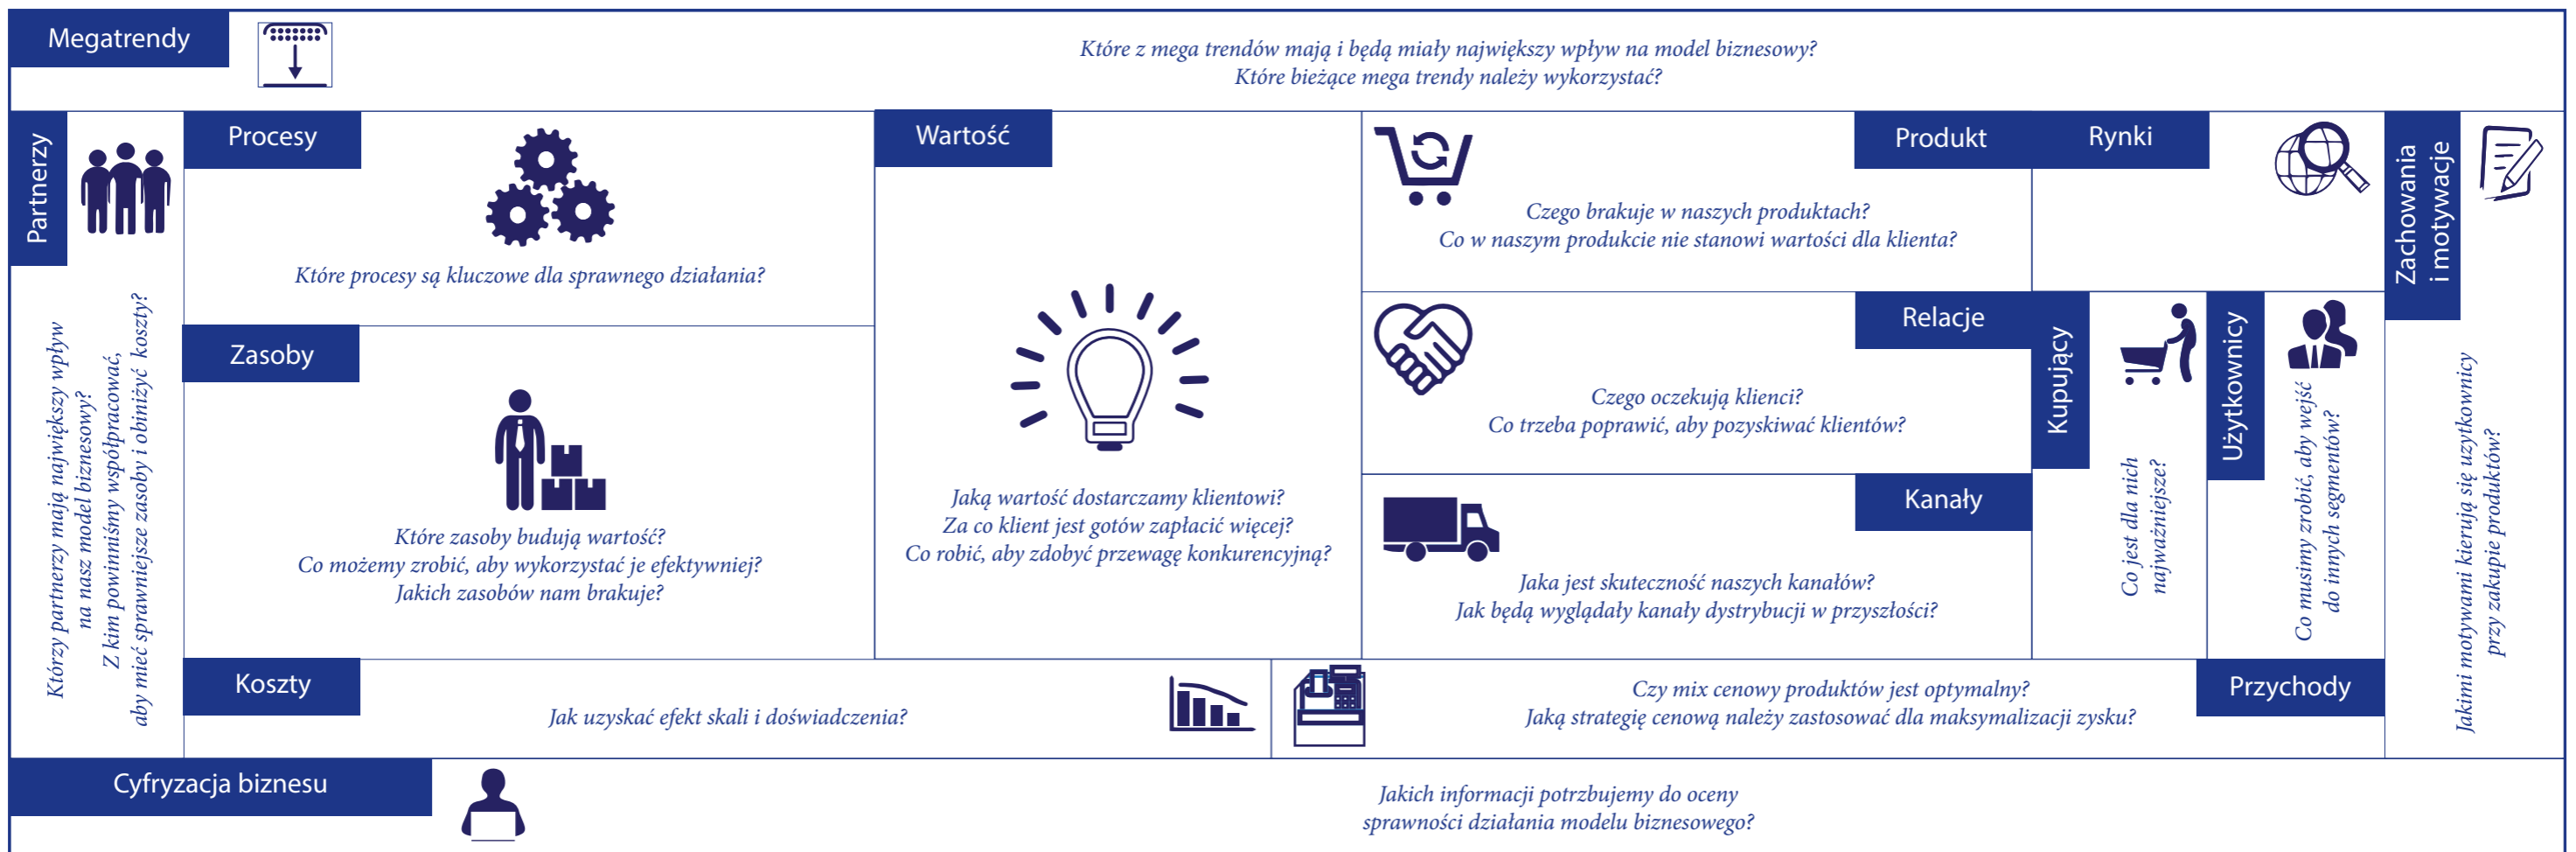 Megatrendy
Które z mega trendów mają i będą miały największy wpływ na model biznesowy?
Które bieżące mega trendy należy wykorzystać?
Partnerzy
Którzy partnerzy mają największy wpływ
na nasz model biznesowy?
Z kim powinniśmy współpracować,
aby mieć sprawniejsze zasoby i obiniżyć koszty?
Procesy
Które procesy są kluczowe dla sprawnego działania?
Zasoby
Które zasoby budują wartość?
Co możemy zrobić, aby wykorzystać je efektywniej?
Jakich zasobów nam brakuje?
Wartość
Jaką wartość dostarczamy klientowi?
Za co klient jest gotów zapłacić więcej?
Co robić, aby zdobyć przewagę konkurencyjną?
Produkt
Czego brakuje w naszych produktach?
Co w naszym produkcie nie stanowi wartości dla klienta?
Relacje
Czego oczekują klienci?
Co trzeba poprawić, aby pozyskiwać klientów?
Kanały
Jaka jest skuteczność naszych kanałów?
Jak będą wyglądały kanały dystrybucji w przyszłości?
Rynki
Kupujący
Co jest dla nich
najważniejsze?
Użytkownicy
Co musimy zrobić, aby wejść
do innych segmentów?
Zachowania
i motywacje
Jakimi motywami kierują się uzytkownicy
przy zakupie produktów?
Koszty
Jak uzyskać efekt skali i doświadczenia?
Przychody
Czy mix cenowy produktów jest optymalny?
Jaką strategię cenową należy zastosować dla maksymalizacji zysku?
Cyfryzacja biznesu
Jakich informacji potrzbujemy do oceny
sprawności działania modelu biznesowego?